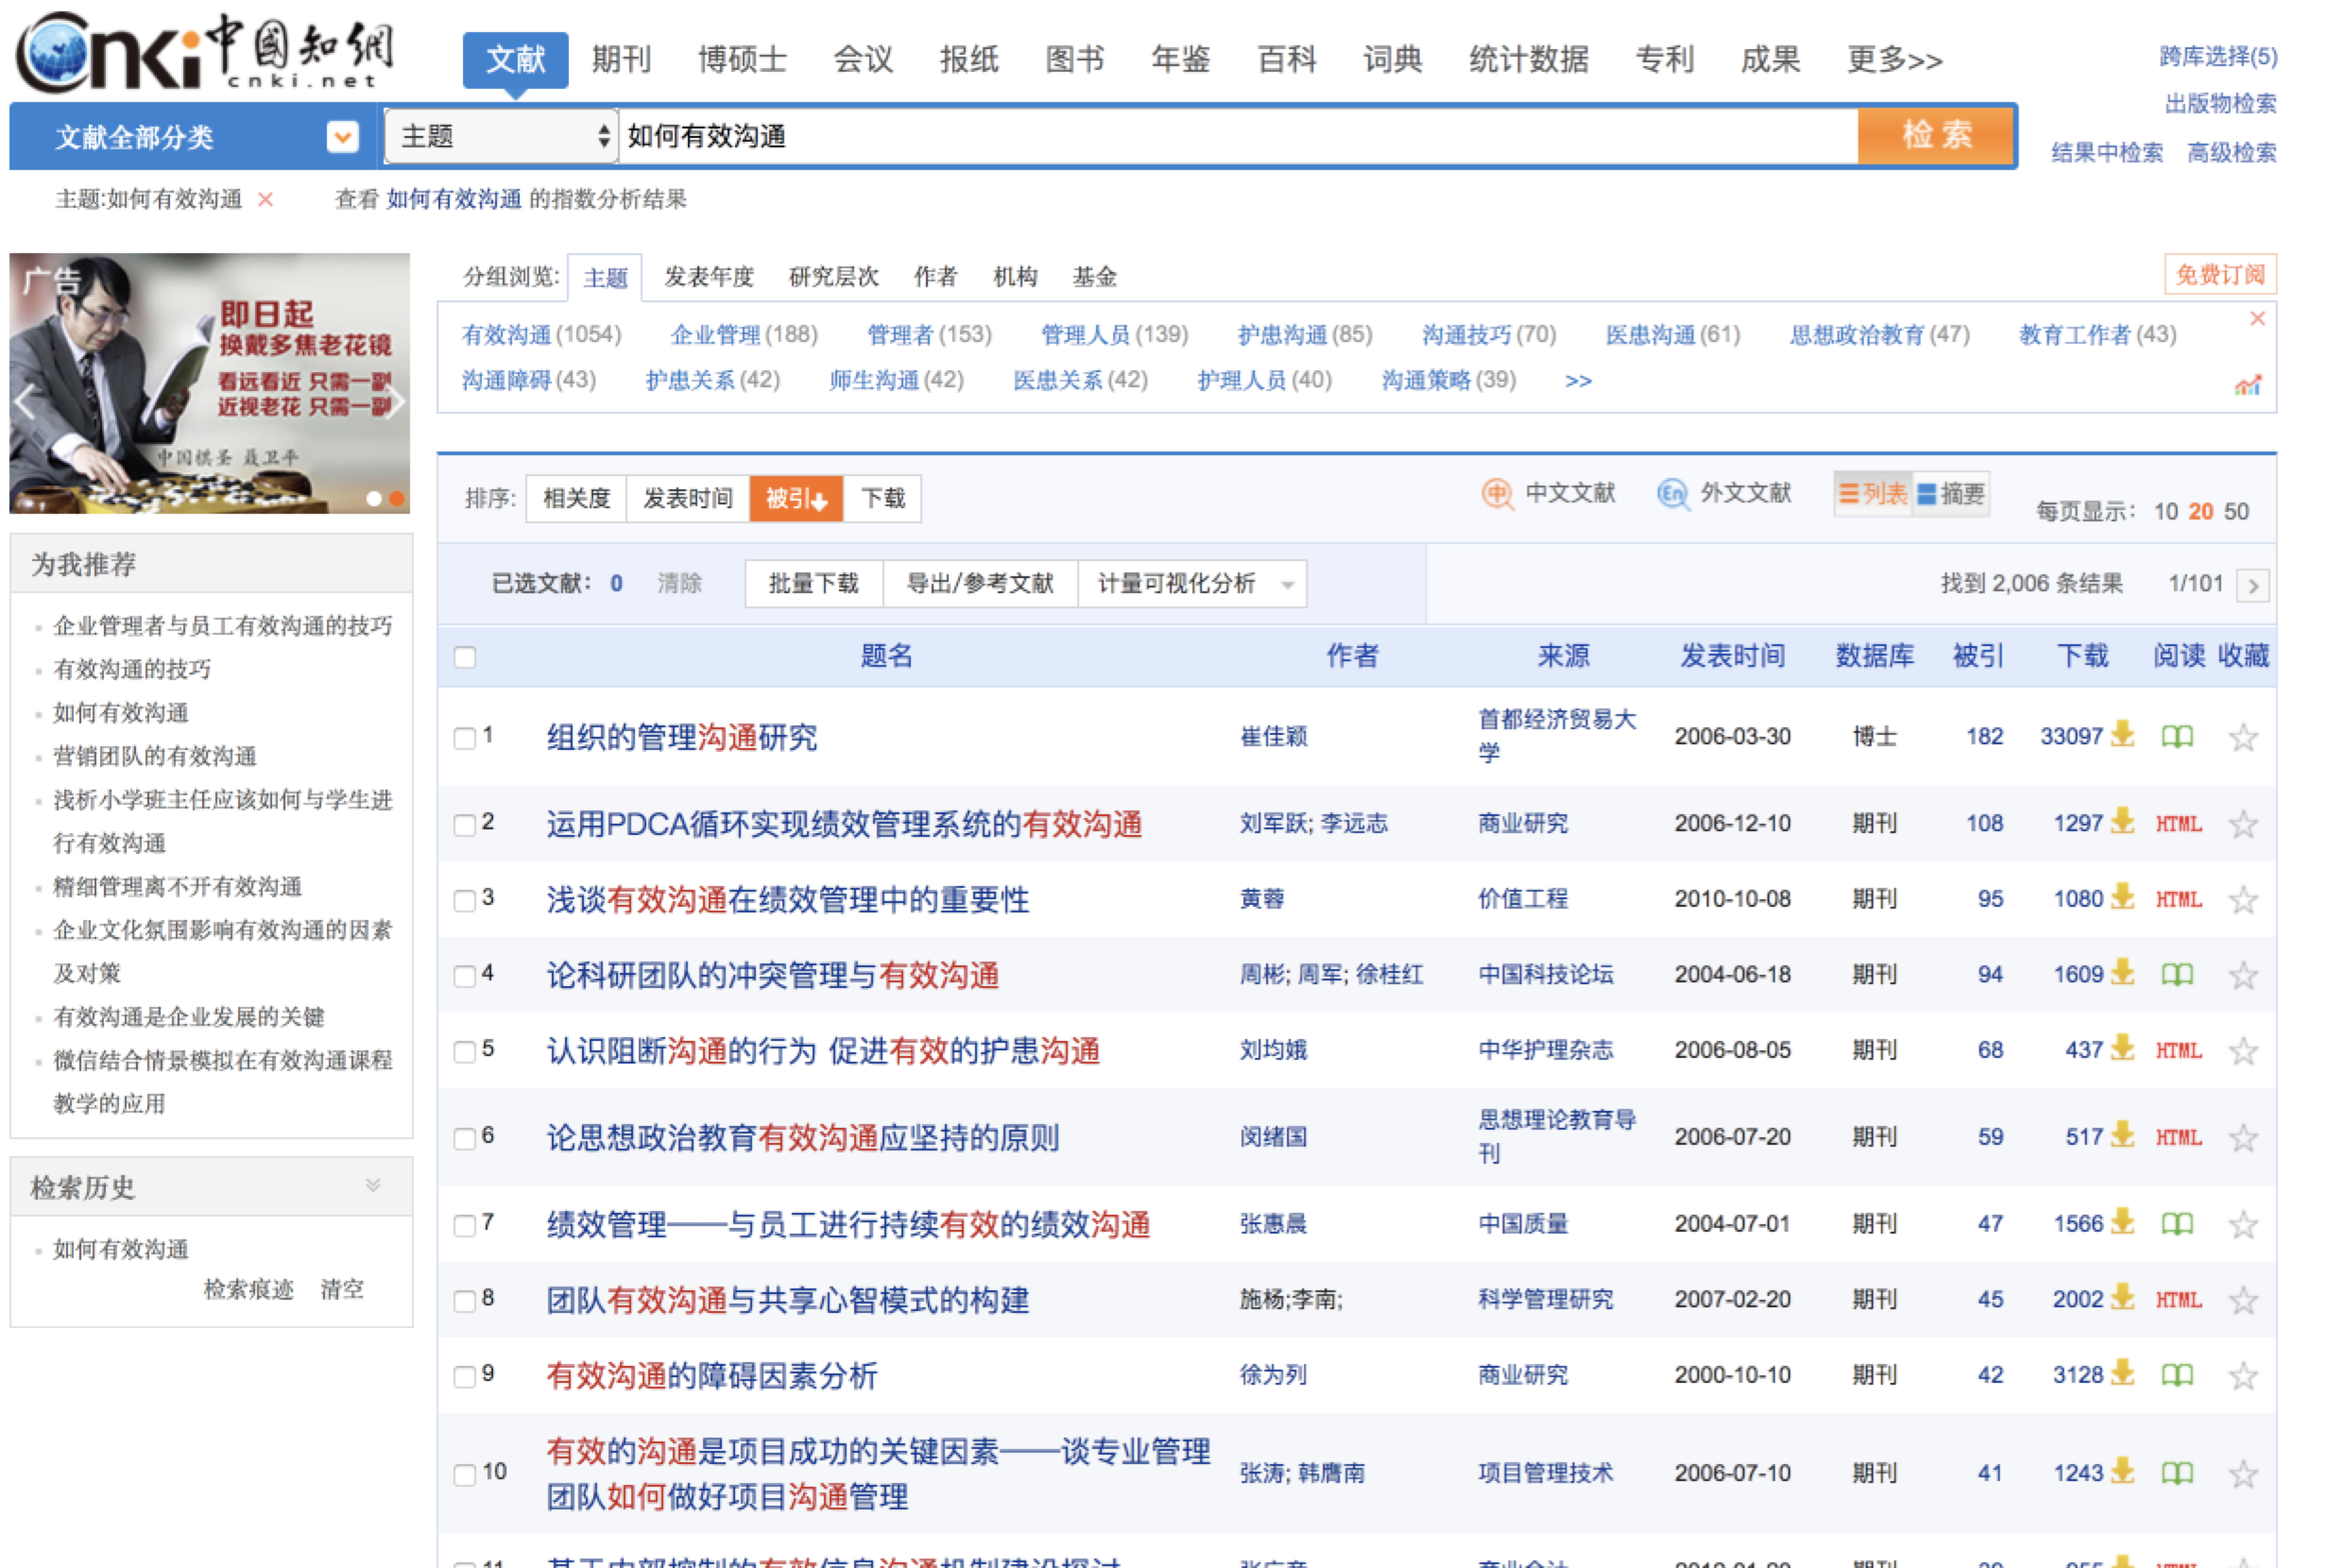 cnki中國知網
cnki.net
文献 期刊 博硕士 会议 报纸 图书 年鉴 百科 词典 统计数据 专利 成果 更多>>
跨库选择(5)
出版物检索
文献全部分类 主题 如何有效沟通 检索
结果中检索 高级检索
主题:如何有效沟通 × 查看 如何有效沟通 的指数分析结果
广告
即日起
换戴多焦老花镜
看远看近 只需一副
近视老花 只需一副
中国棋圣 聂卫平
为我推荐
企业管理者与员工有效沟通的技巧
有效沟通的技巧
如何有效沟通
营销团队的有效沟通
浅析小学班主任应该如何与学生进
行有效沟通
精细管理离不开有效沟通
企业文化氛围影响有效沟通的因素
及对策
有效沟通是企业发展的关键
微信结合情景模拟在有效沟通课程
教学的应用
检索历史
如何有效沟通
检索痕迹 清空
分组浏览: 主题 发表年度 研究层次 作者 机构 基金 免费订阅
有效沟通(1054) 企业管理(188) 管理者(153) 管理人员(139) 护患沟通(85) 沟通技巧(70) 医患沟通(61) 思想政治教育(47) 教育工作者(43) ×
沟通障碍(43) 护患关系(42) 师生沟通(42) 医患关系(42) 护理人员(40) 沟通策略(39) >>
排序: 相关度 发表时间 被引 下载 中 中文文献 En 外文文献 列表 摘要 每页显示: 10 20 50
已选文献: 0 清除 批量下载 导出/参考文献 计量可视化分析 找到 2,006 条结果 1/101 >
题名 作者 来源 发表时间 数据库 被引 下载 阅读 收藏
1 组织的管理沟通研究 崔佳颖 首都经济贸易大学 2006-03-30 博士 182 33097
2 运用PDCA循环实现绩效管理系统的有效沟通 刘军跃; 李远志 商业研究 2006-12-10 期刊 108 1297 HTML
3 浅谈有效沟通在绩效管理中的重要性 黄蓉 价值工程 2010-10-08 期刊 95 1080 HTML
4 论科研团队的冲突管理与有效沟通 周彬; 周军; 徐桂红 中国科技论坛 2004-06-18 期刊 94 1609
5 认识阻断沟通的行为 促进有效的护患沟通 刘均娥 中华护理杂志 2006-08-05 期刊 68 437 HTML
6 论思想政治教育有效沟通应坚持的原则 闵绪国 思想理论教育导刊 2006-07-20 期刊 59 517 HTML
7 绩效管理——与员工进行持续有效的绩效沟通 张惠晨 中国质量 2004-07-01 期刊 47 1566
8 团队有效沟通与共享心智模式的构建 施杨;李南; 科学管理研究 2007-02-20 期刊 45 2002 HTML
9 有效沟通的障碍因素分析 徐为列 商业研究 2000-10-10 期刊 42 3128
10 有效的沟通是项目成功的关键因素——谈专业管理
团队如何做好项目沟通管理 张涛; 韩膺南 项目管理技术 2006-07-10 期刊 41 1243